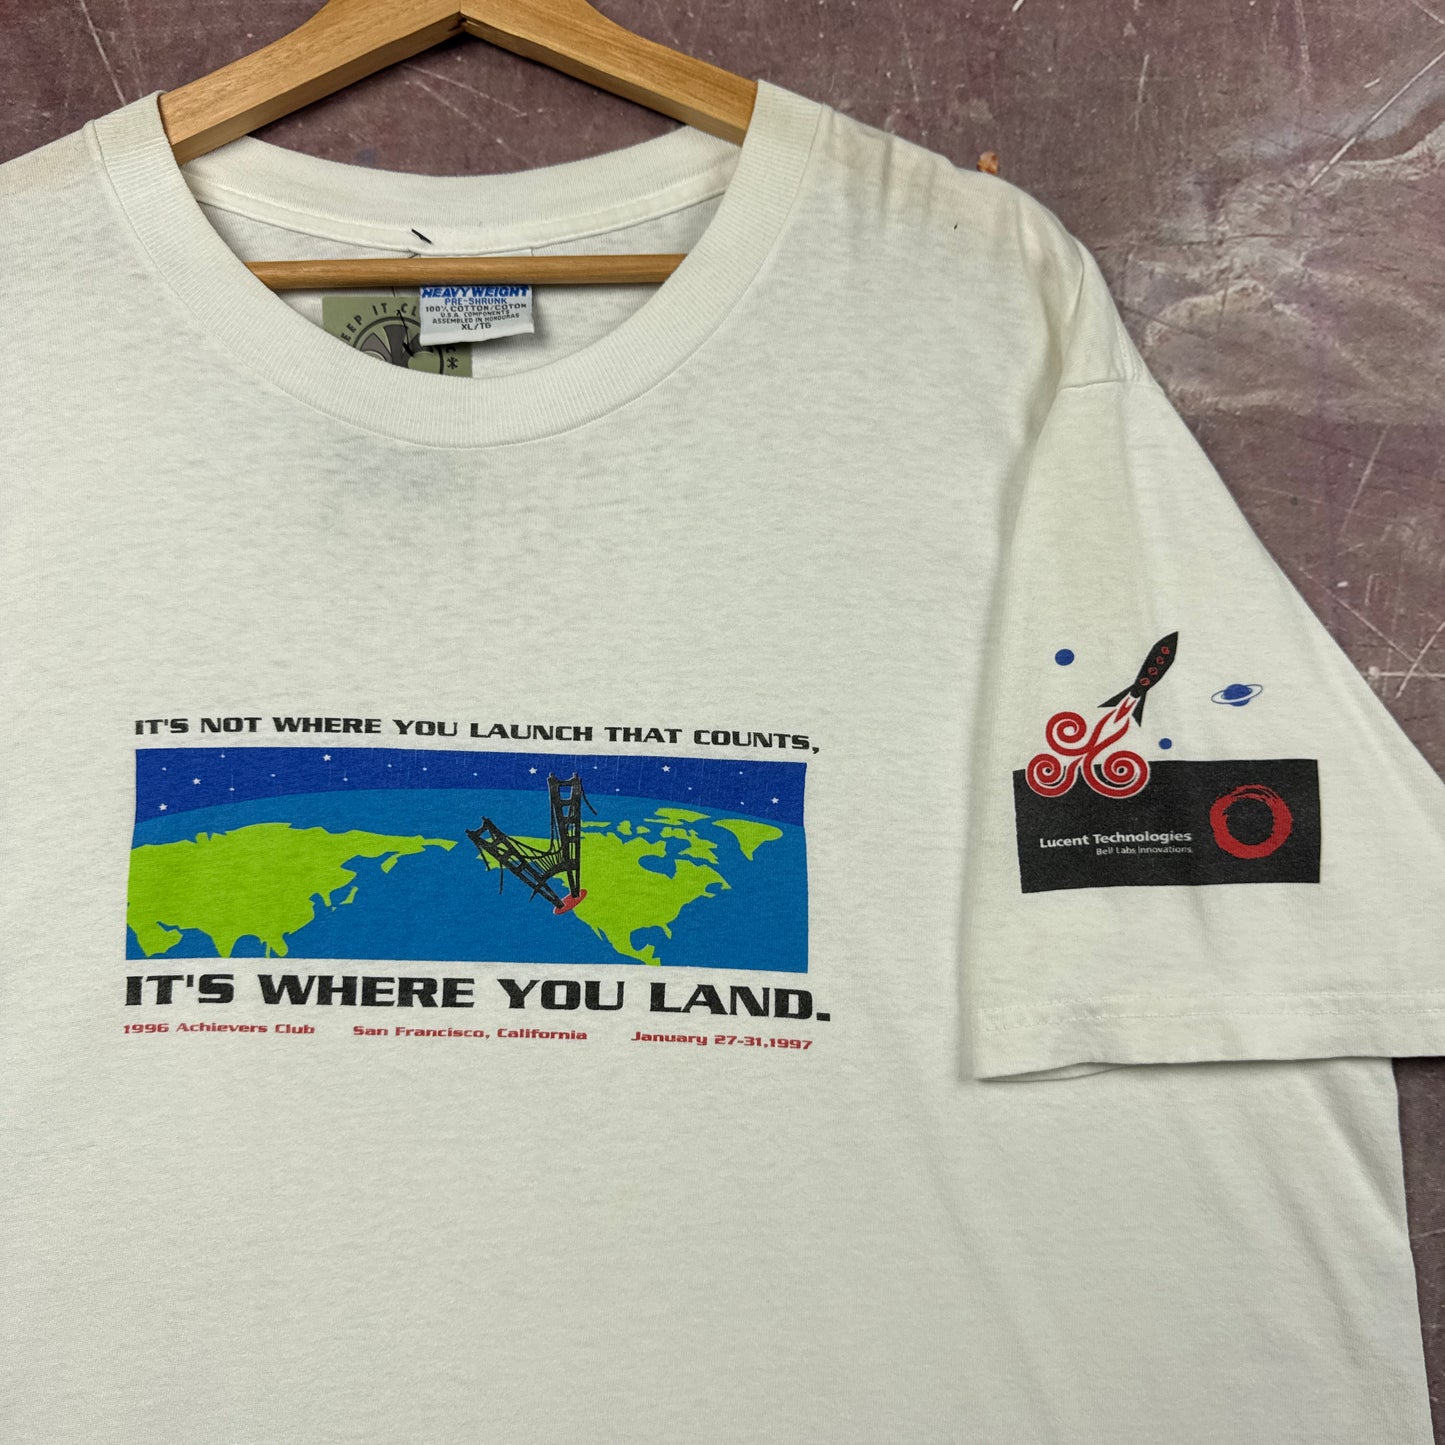 HEAVYWEIGHT
PRE-SHRUNK
100% COTTON/COTON
U.S.A. COMPONENTS
ASSEMBLED IN HONDURAS
XL/TG
IT'S NOT WHERE YOU LAUNCH THAT COUNTS,
IT'S WHERE YOU LAND.
1996 Achievers Club San Francisco, California January 27-31,1997
Lucent Technologies
Bell Labs Innovations